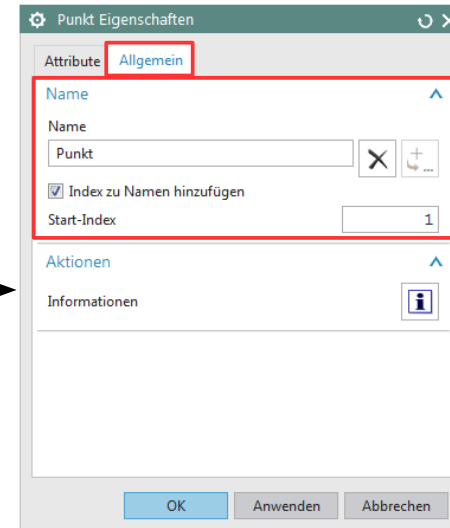 Punkt Eigenschaften
Attribute Allgemein
Name
Name
Punkt
Index zu Namen hinzufügen
Start-Index 1
Aktionen
Informationen
OK Anwenden Abbrechen